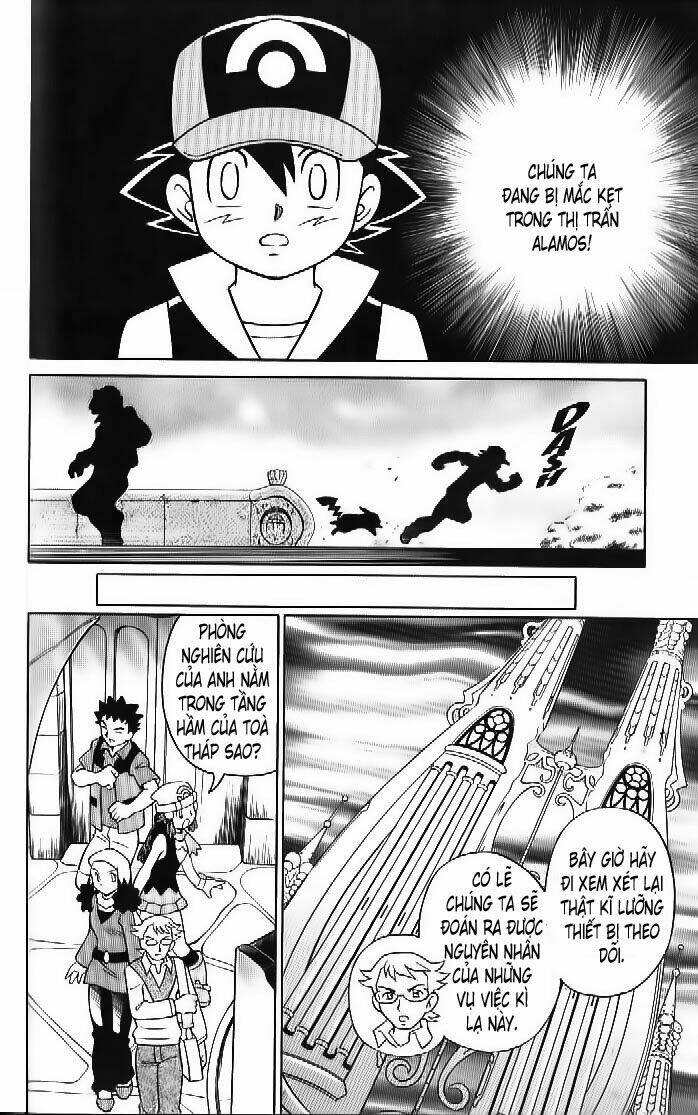 CHÚNG TA
ĐANG BỊ MẮC KẸT
TRONG THỊ TRẤN
ALAMOS!
DASH
BÂY GIỜ HÃY
ĐI XEM XÉT LẠI
THẬT KĨ LƯỠNG
THIẾT BỊ THEO
DÕI.
CÓ LẼ
CHÚNG TA SẼ
ĐOÁN RA ĐƯỢC
NGUYÊN NHÂN
CỦA NHỮNG
VỤ VIỆC KÌ
LẠ NÀY.
PHÒNG
NGHIÊN CỨU
CỦA ANH NẰM
TRONG TẦNG
HẦM CỦA TOÀ
THÁP SAO?